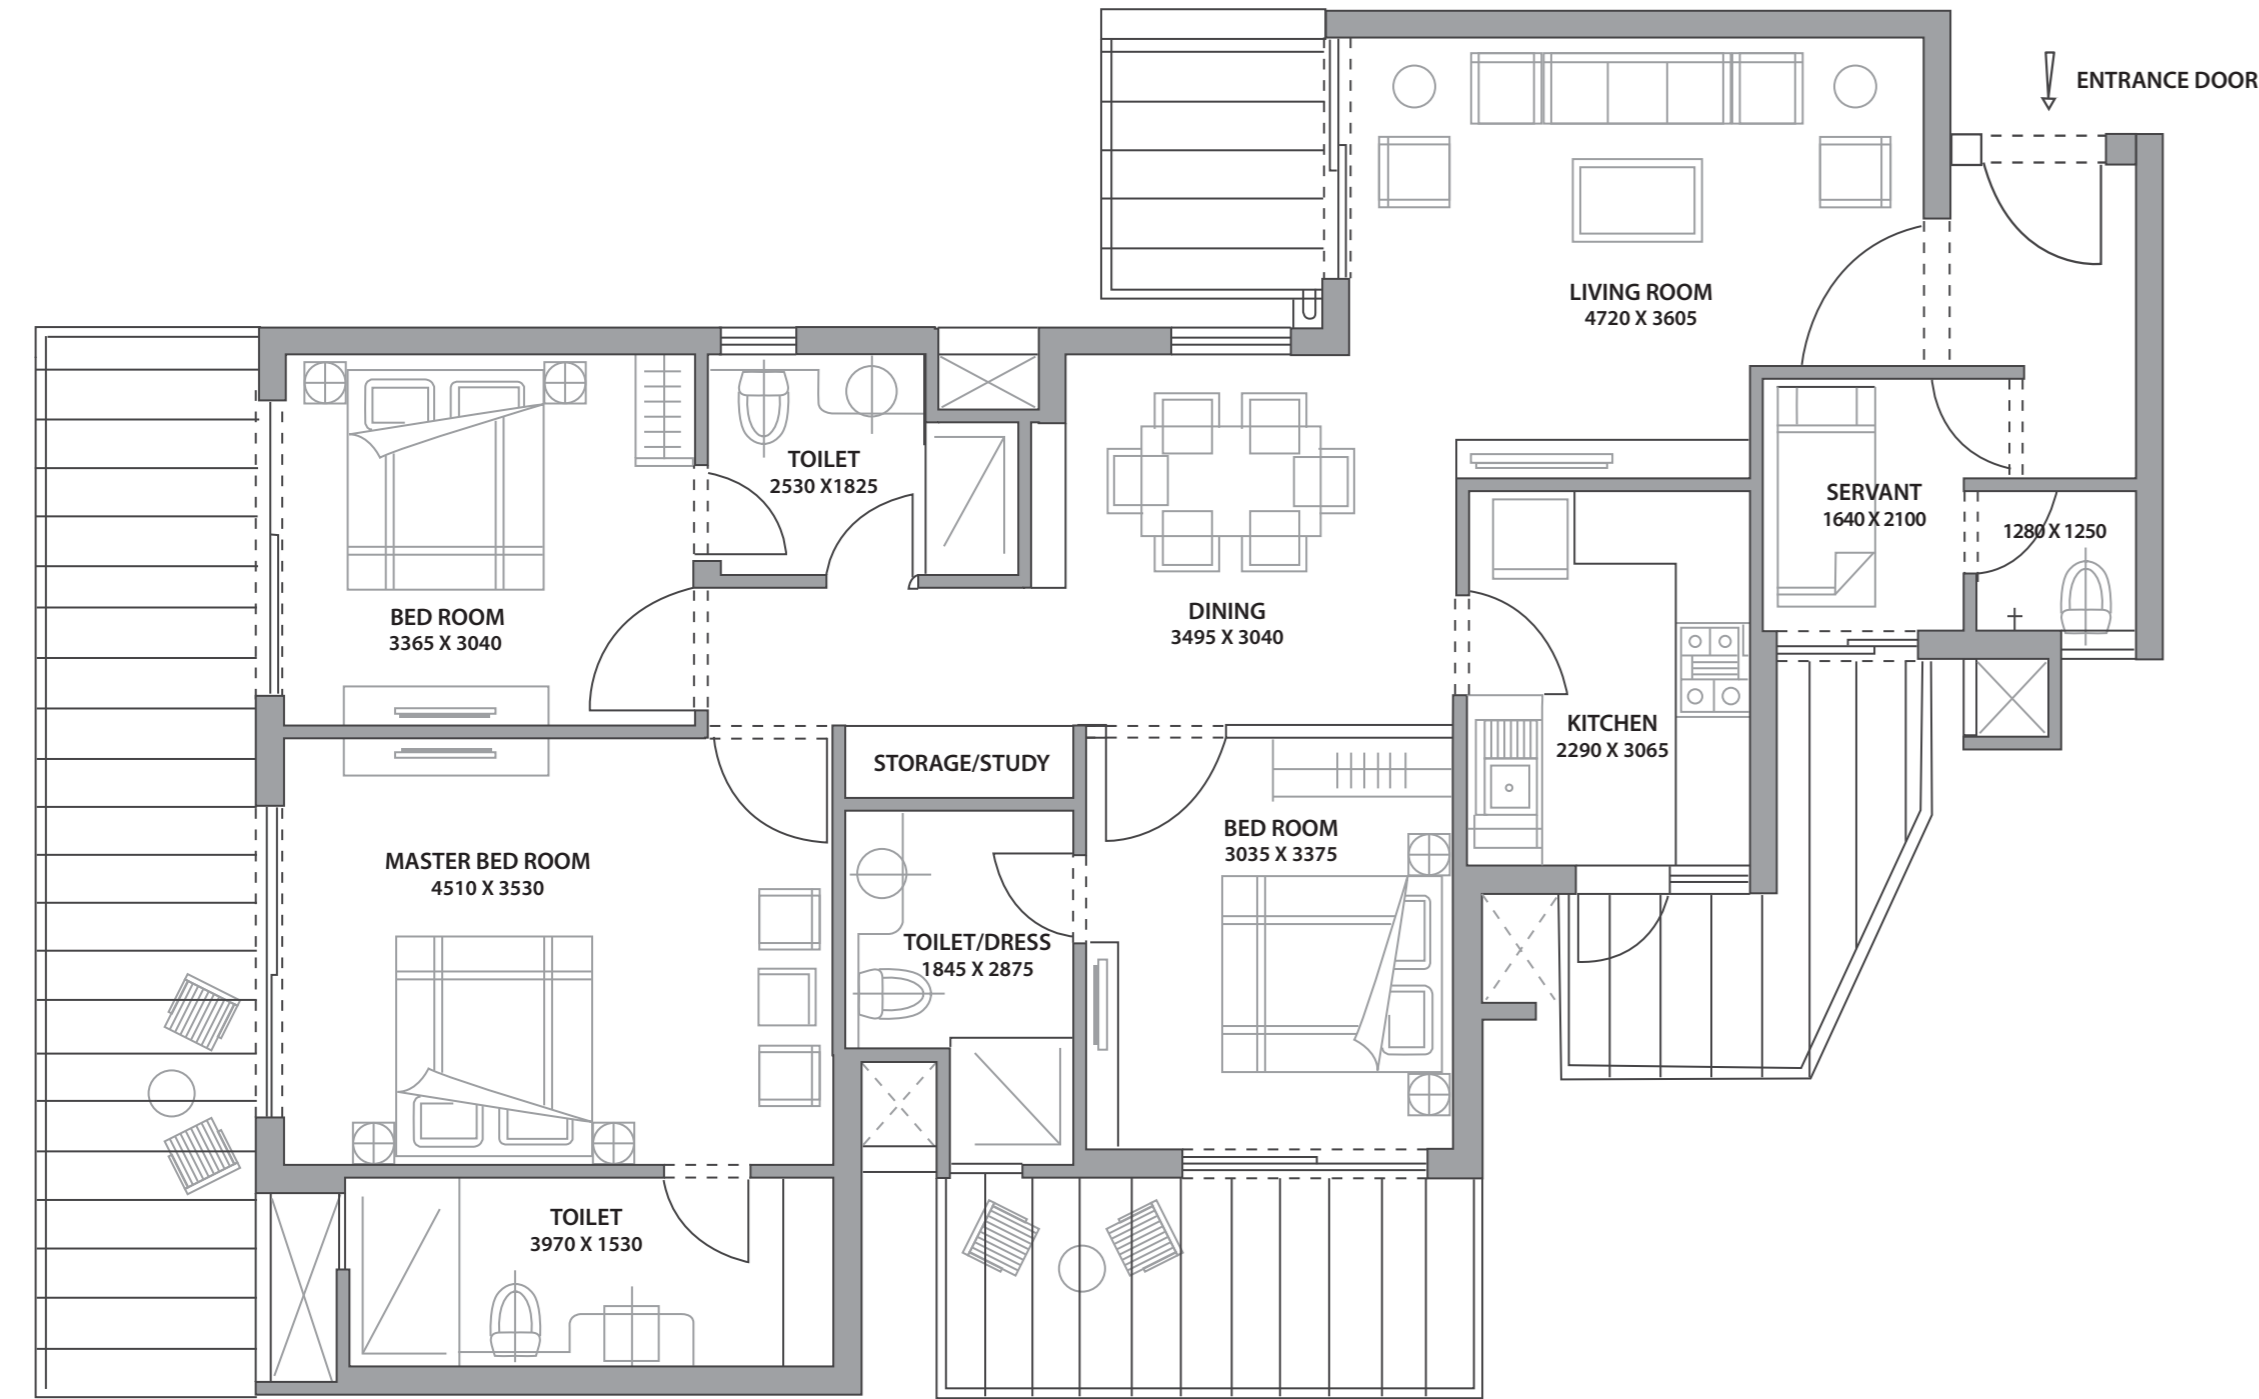 ENTRANCE DOOR
LIVING ROOM
4720 X 3605
TOILET
2530 X1825
SERVANT
1640 X 2100
1280 X 1250
BED ROOM
3365 X 3040
DINING
3495 X 3040
KITCHEN
2290 X 3065
STORAGE/STUDY
BED ROOM
3035 X 3375
MASTER BED ROOM
4510 X 3530
TOILET/DRESS
1845 X 2875
TOILET
3970 X 1530